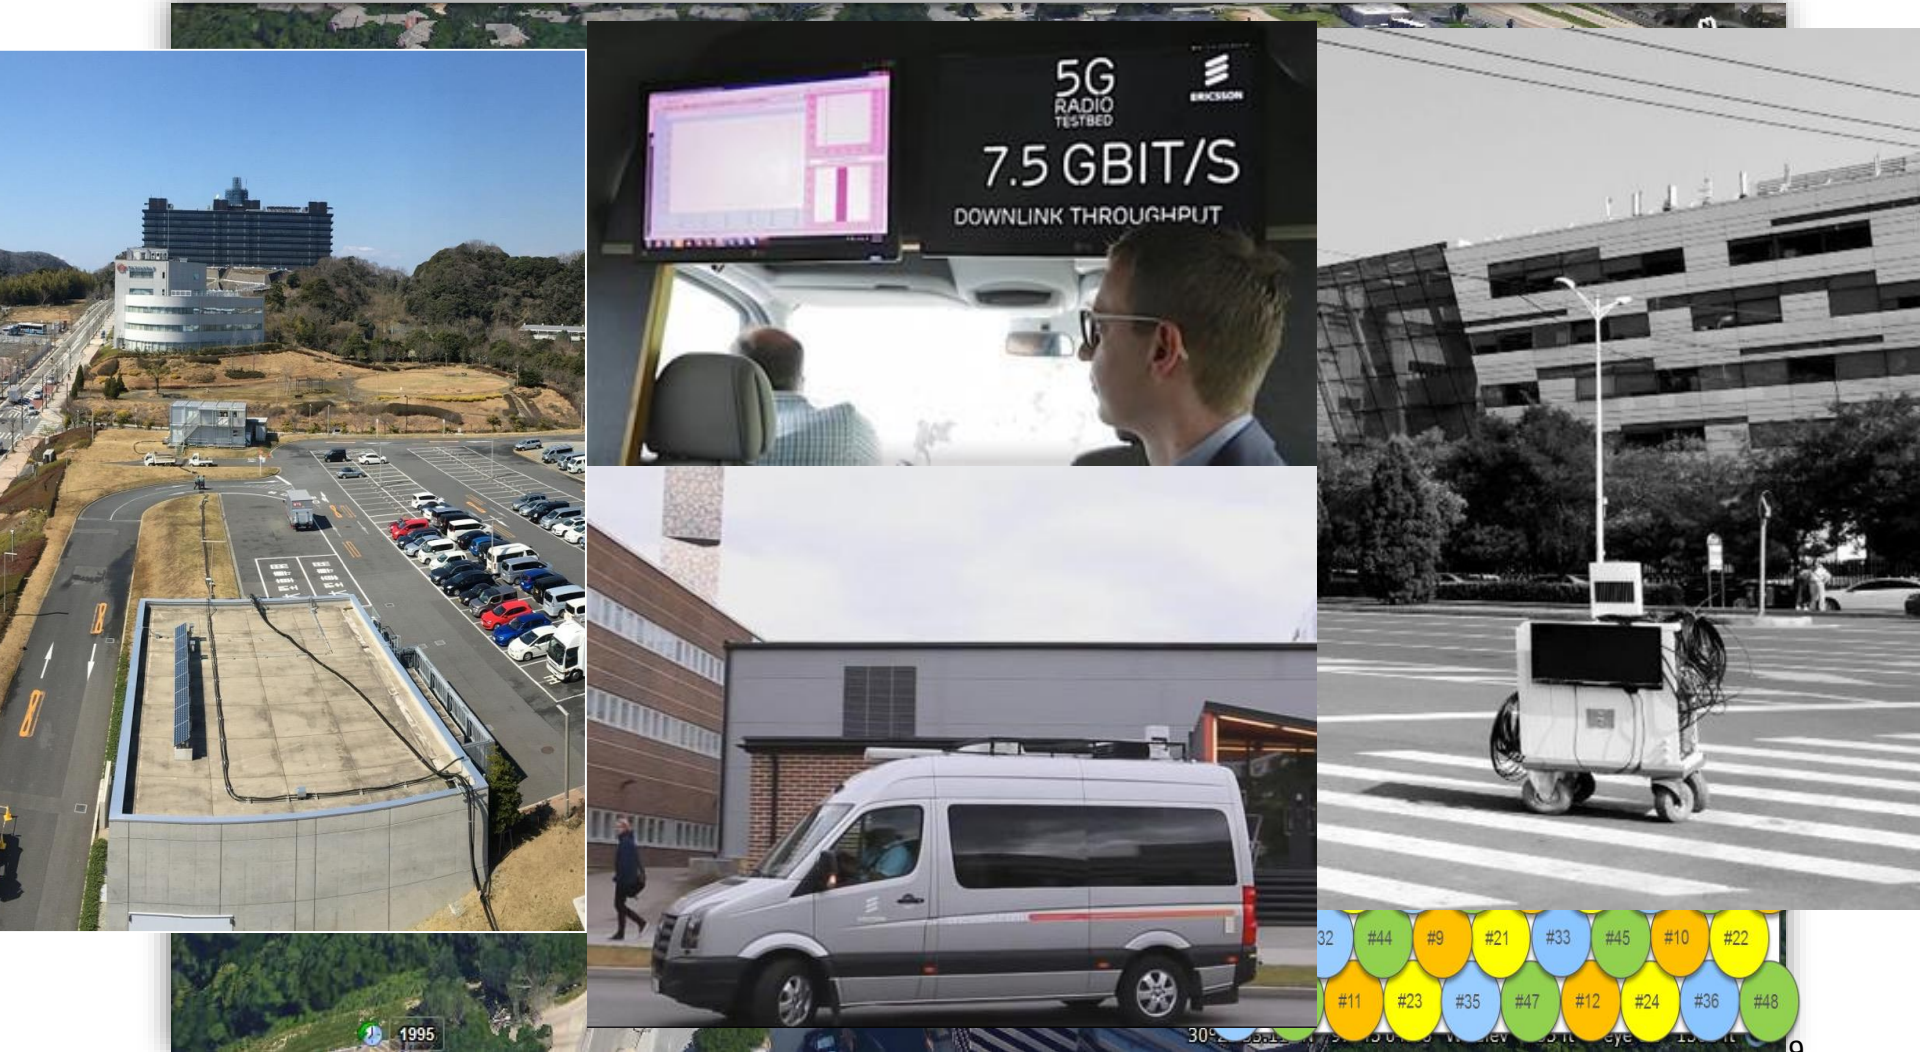 5G
RADIO
TESTBED
ERICSSON
7.5 GBIT/S
DOWNLINK THROUGHPUT
32 #44 #9 #21 #33 #45 #10 #22
#11 #23 #35 #47 #12 #24 #36 #48
1995
9